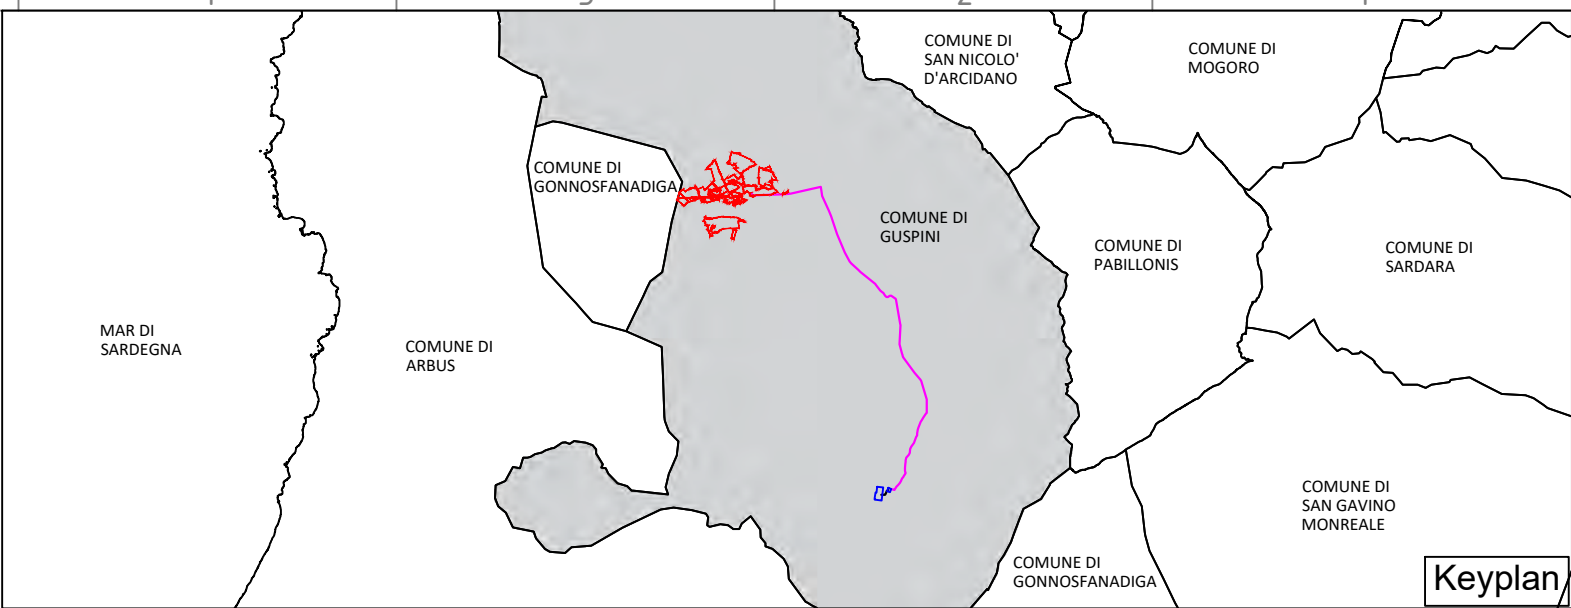 COMUNE DI
SAN NICOLO'
D'ARCIDANO
COMUNE DI
MOGORO
COMUNE DI
GONNOSFANADIGA
COMUNE DI
GUSPINI
COMUNE DI
PABILLONIS
COMUNE DI
SARDARA
MAR DI
SARDEGNA
COMUNE DI
ARBUS
COMUNE DI
SAN GAVINO
MONREALE
COMUNE DI
GONNOSFANADIGA
Keyplan